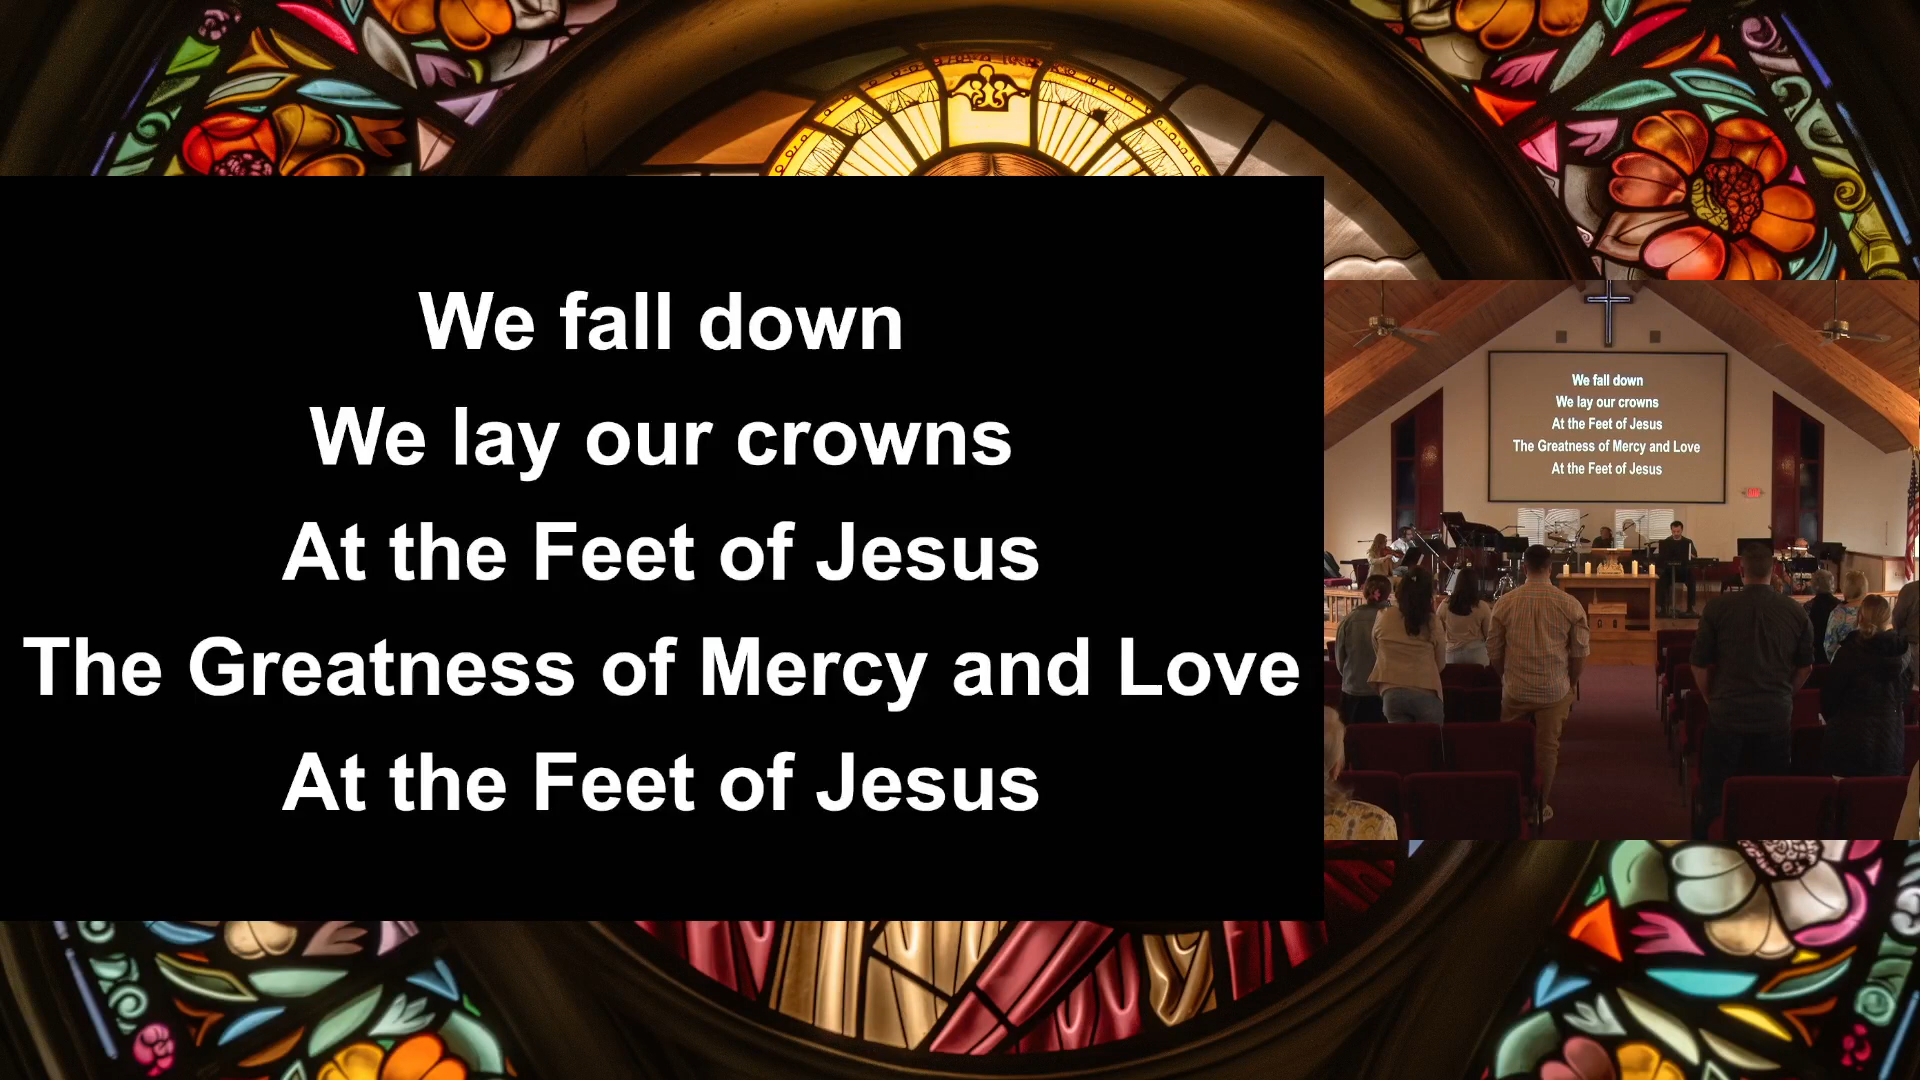 We fall down
We lay our crowns
At the Feet of Jesus
The Greatness of Mercy and Love
At the Feet of Jesus
We fall down
We lay our crowns
At the Feet of Jesus
The Greatness of Mercy and Love
At the Feet of Jesus